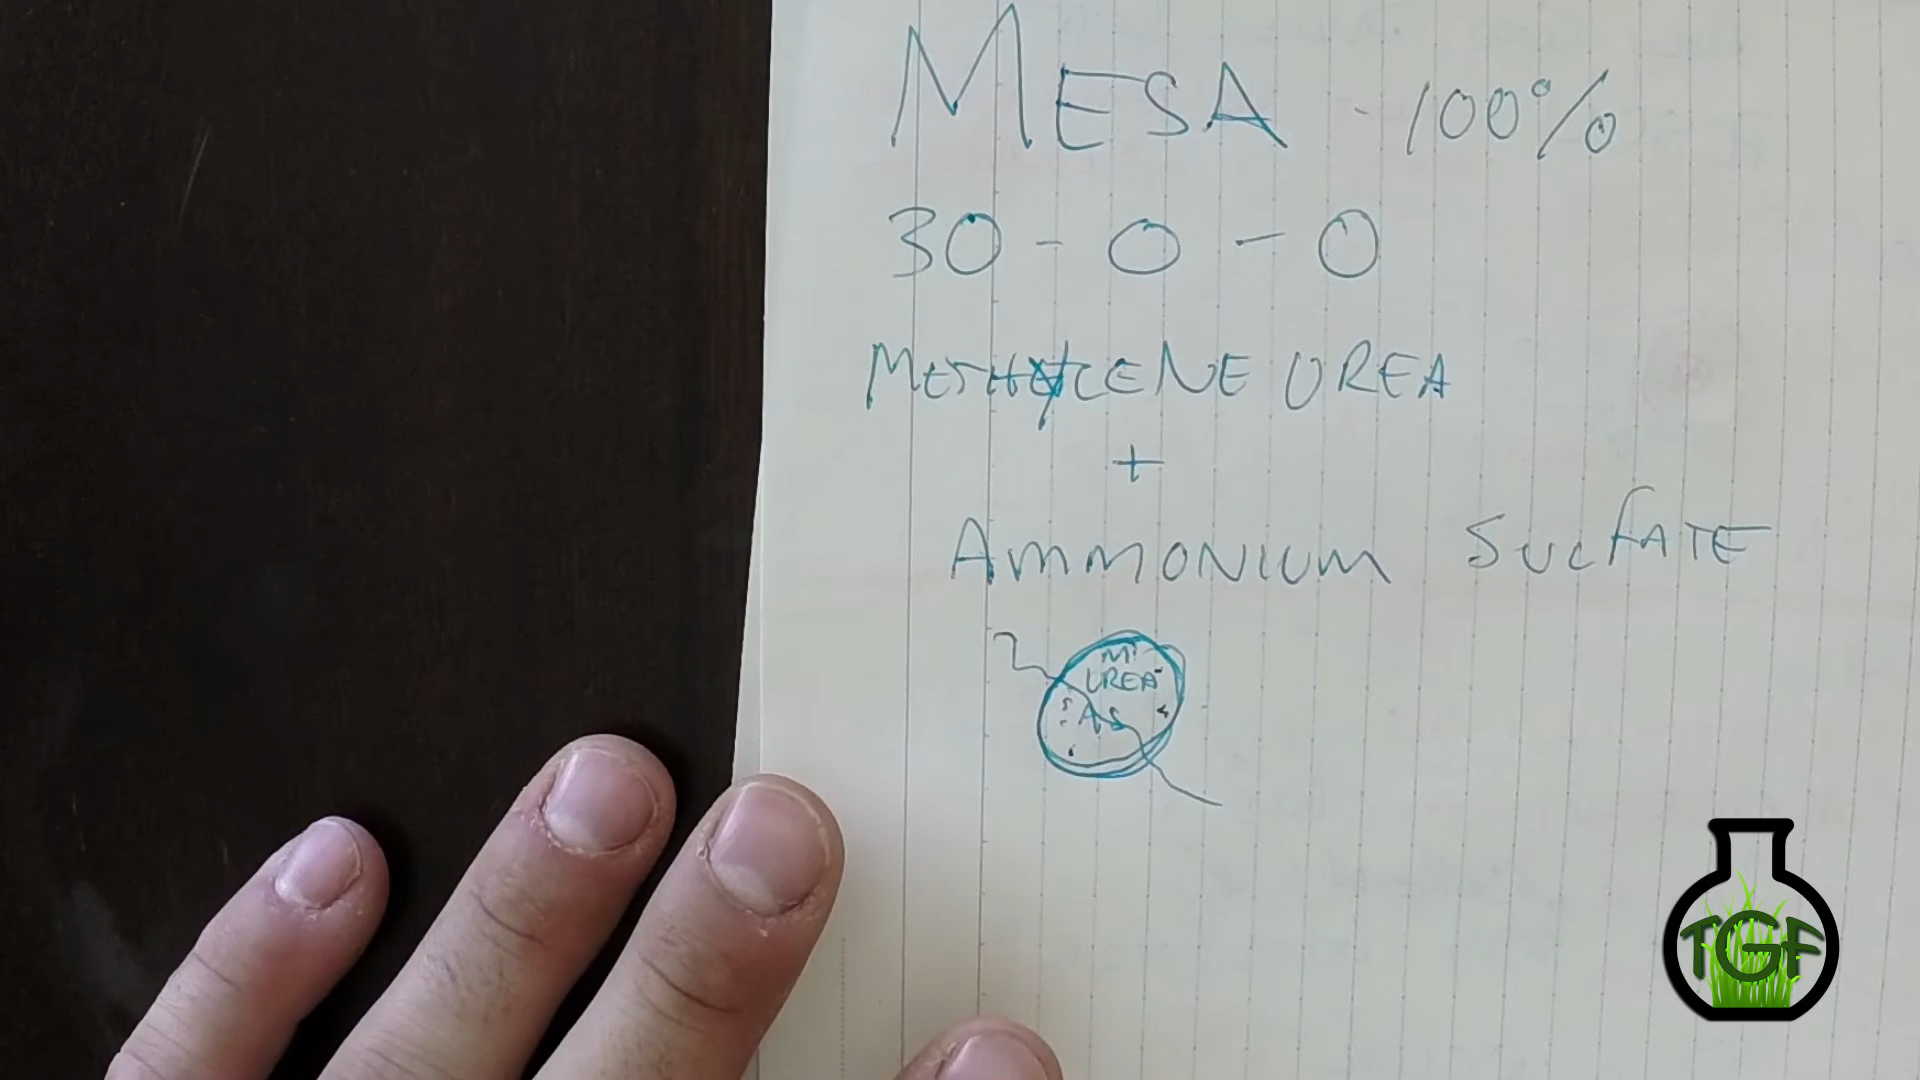 MESA - 100%
30 - 0 - 0
METHYLENE UREA
+
AMMONIUM SULFATE
M
UREA
AS
TGF